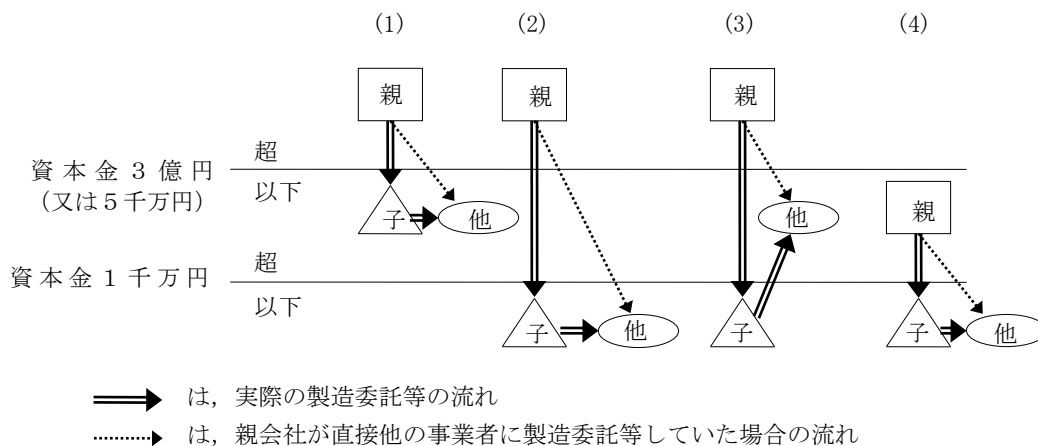 (1) (2) (3) (4)
親 親 親
超
資本金３億円
（又は５千万円）
以下
親
子 他 他
超
資本金１千万円
以下
子 他 子 子 他
は，実際の製造委託等の流れ
は，親会社が直接他の事業者に製造委託等していた場合の流れ